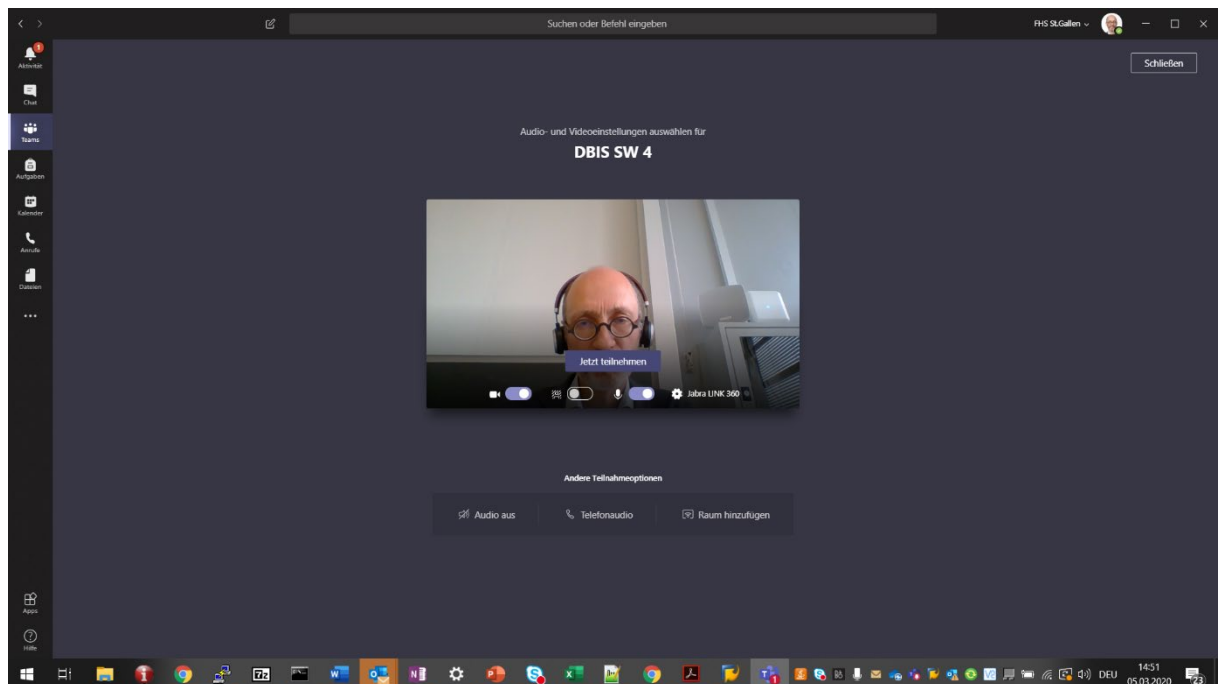 Suchen oder Befehl eingeben
FHS St.Gallen
1
Aktivität
Chat
Teams
Aufgaben
Kalender
Anrufe
Dateien
Apps
Hilfe
Schließen
Audio- und Videoeinstellungen auswählen für
DBIS SW 4
Jetzt teilnehmen
Jabra LINK 360
Andere Teilnahmeoptionen
Audio aus
Telefonaudio
Raum hinzufügen
DEU
14:51
05.03.2020
23